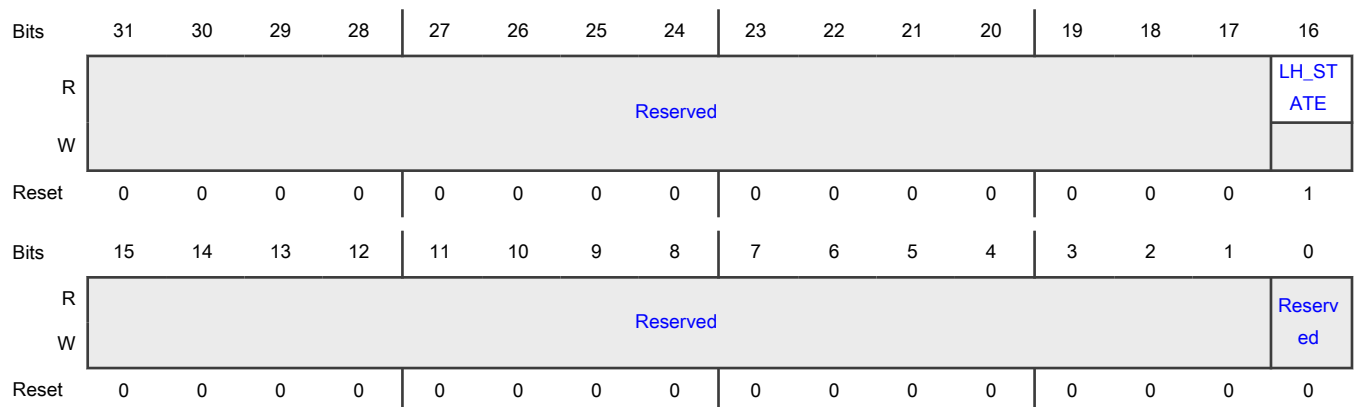 Bits 31 30 29 28 27 26 25 24 23 22 21 20 19 18 17 16
R Reserved LH_ST
ATE
W
Reset 0 0 0 0 0 0 0 0 0 0 0 0 0 0 0 1
Bits 15 14 13 12 11 10 9 8 7 6 5 4 3 2 1 0
R Reserved Reserv
W ed
Reset 0 0 0 0 0 0 0 0 0 0 0 0 0 0 0 0